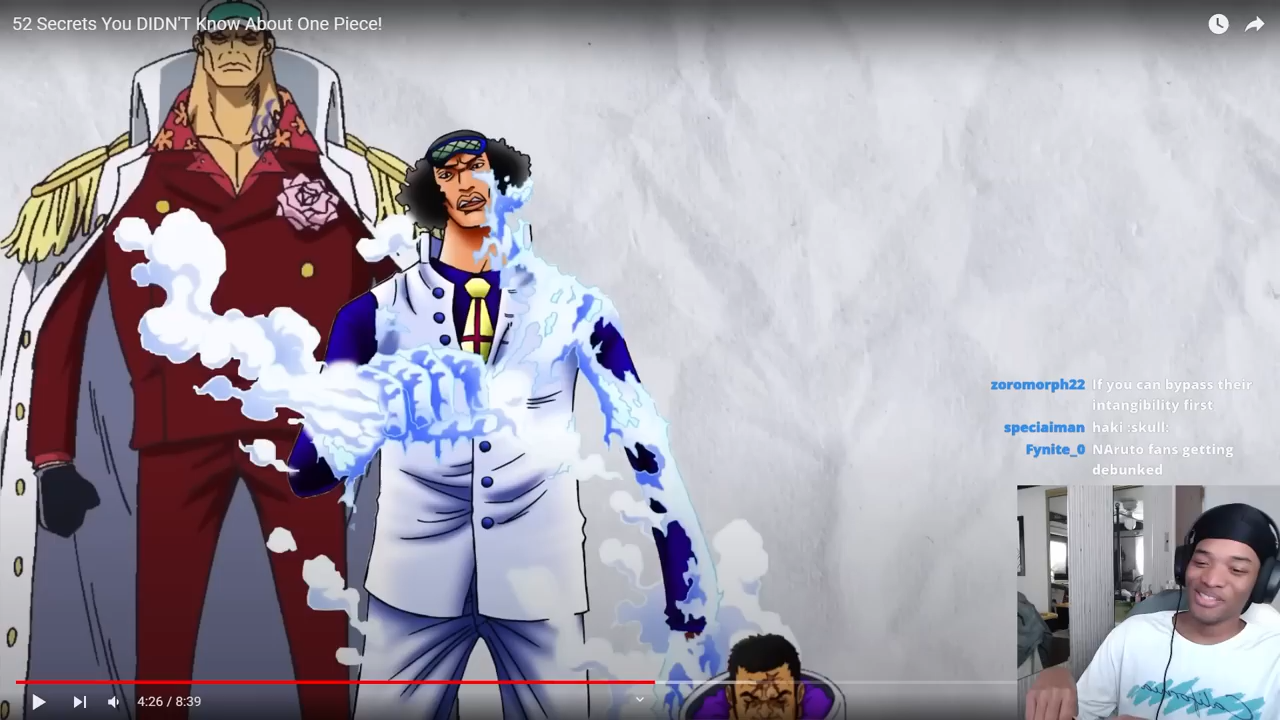 52 Secrets You DIDN'T Know About One Piece!
zoromorph22 If you can bypass their
intangibility first
speciaiman haki :skull:
Fynite_0 NAruto fans getting
debunked
4:26 / 8:39